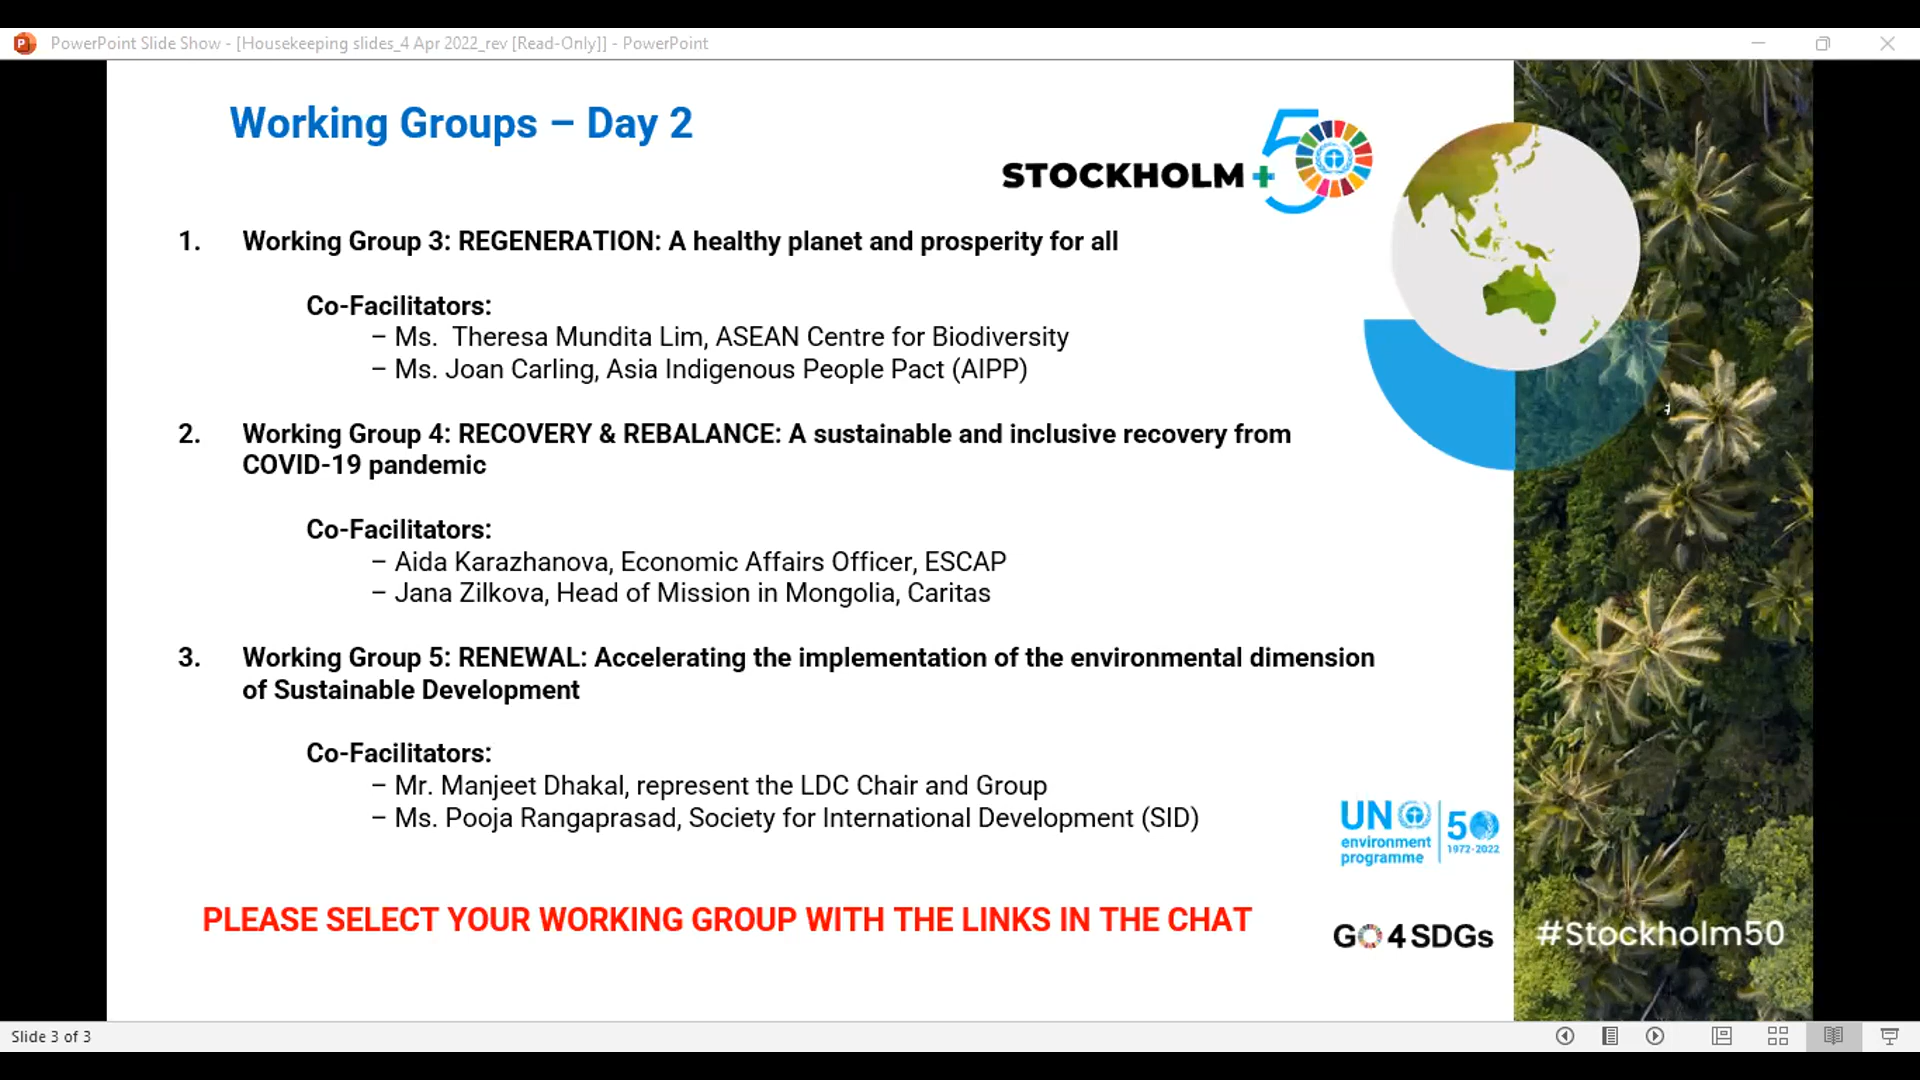 PowerPoint Slide Show - [Housekeeping slides_4 Apr 2022_rev [Read-Only]] - PowerPoint
Working Groups – Day 2
STOCKHOLM+50
1. Working Group 3: REGENERATION: A healthy planet and prosperity for all
Co-Facilitators:
– Ms.  Theresa Mundita Lim, ASEAN Centre for Biodiversity
– Ms. Joan Carling, Asia Indigenous People Pact (AIPP)
2. Working Group 4: RECOVERY & REBALANCE: A sustainable and inclusive recovery from
COVID-19 pandemic
Co-Facilitators:
– Aida Karazhanova, Economic Affairs Officer, ESCAP
– Jana Zilkova, Head of Mission in Mongolia, Caritas
3. Working Group 5: RENEWAL: Accelerating the implementation of the environmental dimension
of Sustainable Development
Co-Facilitators:
– Mr. Manjeet Dhakal, represent the LDC Chair and Group
– Ms. Pooja Rangaprasad, Society for International Development (SID)
UN
environment
programme
50
1972-2022
PLEASE SELECT YOUR WORKING GROUP WITH THE LINKS IN THE CHAT
GO4SDGs
#Stockholm50
Slide 3 of 3